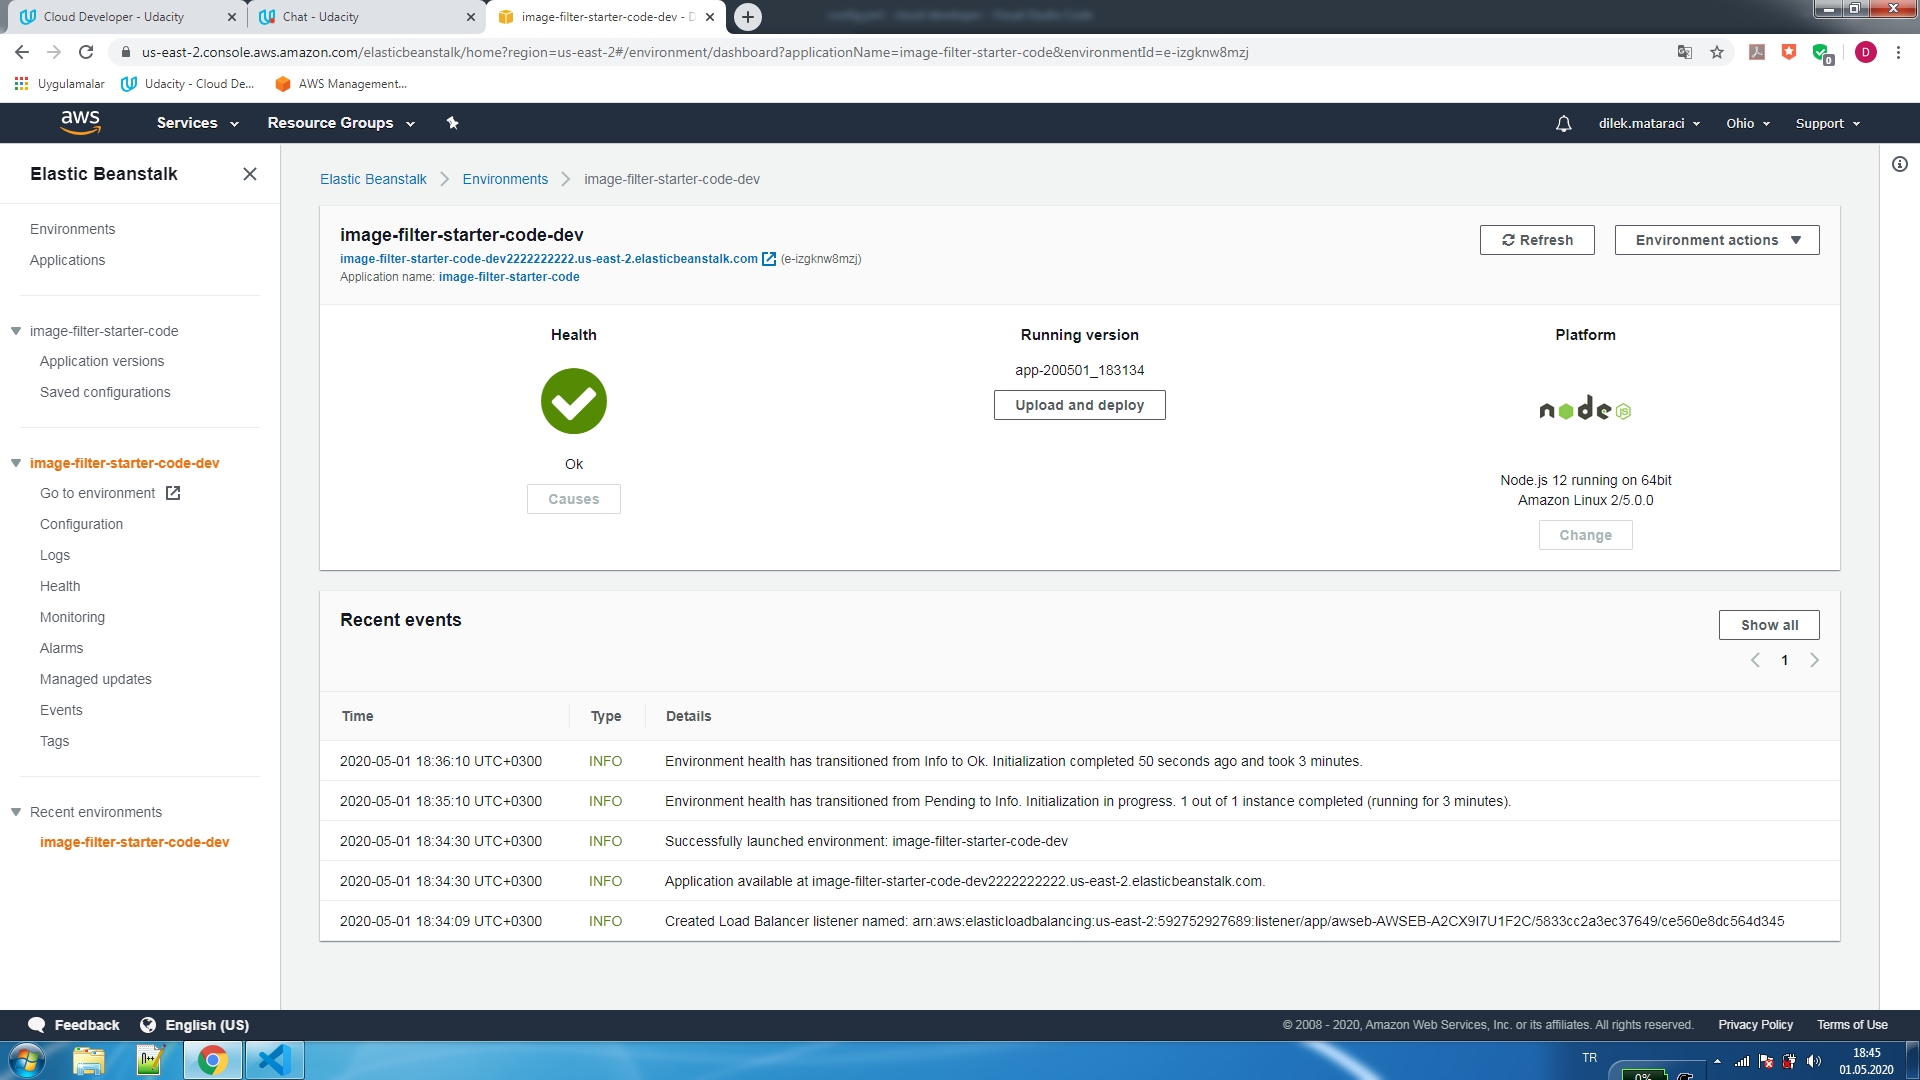 Cloud Developer - Udacity
Chat - Udacity
image-filter-starter-code-dev - D
us-east-2.console.aws.amazon.com/elasticbeanstalk/home?region=us-east-2#/environment/dashboard?applicationName=image-filter-starter-code&environmentId=e-izgknw8mzj
0
D
Uygulamalar
Udacity - Cloud De...
AWS Management...
aws
Services
Resource Groups
dilek.mataraci
Ohio
Support
Elastic Beanstalk
Environments
Applications
image-filter-starter-code
Application versions
Saved configurations
image-filter-starter-code-dev
Go to environment
Configuration
Logs
Health
Monitoring
Alarms
Managed updates
Events
Tags
Recent environments
image-filter-starter-code-dev
Elastic Beanstalk
Environments
image-filter-starter-code-dev
image-filter-starter-code-dev
image-filter-starter-code-dev2222222222.us-east-2.elasticbeanstalk.com (e-izgknw8mzj)
Application name: image-filter-starter-code
Refresh
Environment actions
Health
Ok
Causes
Running version
app-200501_183134
Upload and deploy
Platform
node JS
Node.js 12 running on 64bit
Amazon Linux 2/5.0.0
Change
Recent events
Show all
1
Time Type Details
2020-05-01 18:36:10 UTC+0300 INFO Environment health has transitioned from Info to Ok. Initialization completed 50 seconds ago and took 3 minutes.
2020-05-01 18:35:10 UTC+0300 INFO Environment health has transitioned from Pending to Info. Initialization in progress. 1 out of 1 instance completed (running for 3 minutes).
2020-05-01 18:34:30 UTC+0300 INFO Successfully launched environment: image-filter-starter-code-dev
2020-05-01 18:34:30 UTC+0300 INFO Application available at image-filter-starter-code-dev2222222222.us-east-2.elasticbeanstalk.com.
2020-05-01 18:34:09 UTC+0300 INFO Created Load Balancer listener named: arn:aws:elasticloadbalancing:us-east-2:592752927689:listener/app/awseb-AWSEB-A2CX9I7U1F2C/5833cc2a3ec37649/ce560e8dc564d345
Feedback
English (US)
© 2008 - 2020, Amazon Web Services, Inc. or its affiliates. All rights reserved.
Privacy Policy
Terms of Use
TR
0%
18:45
01.05.2020